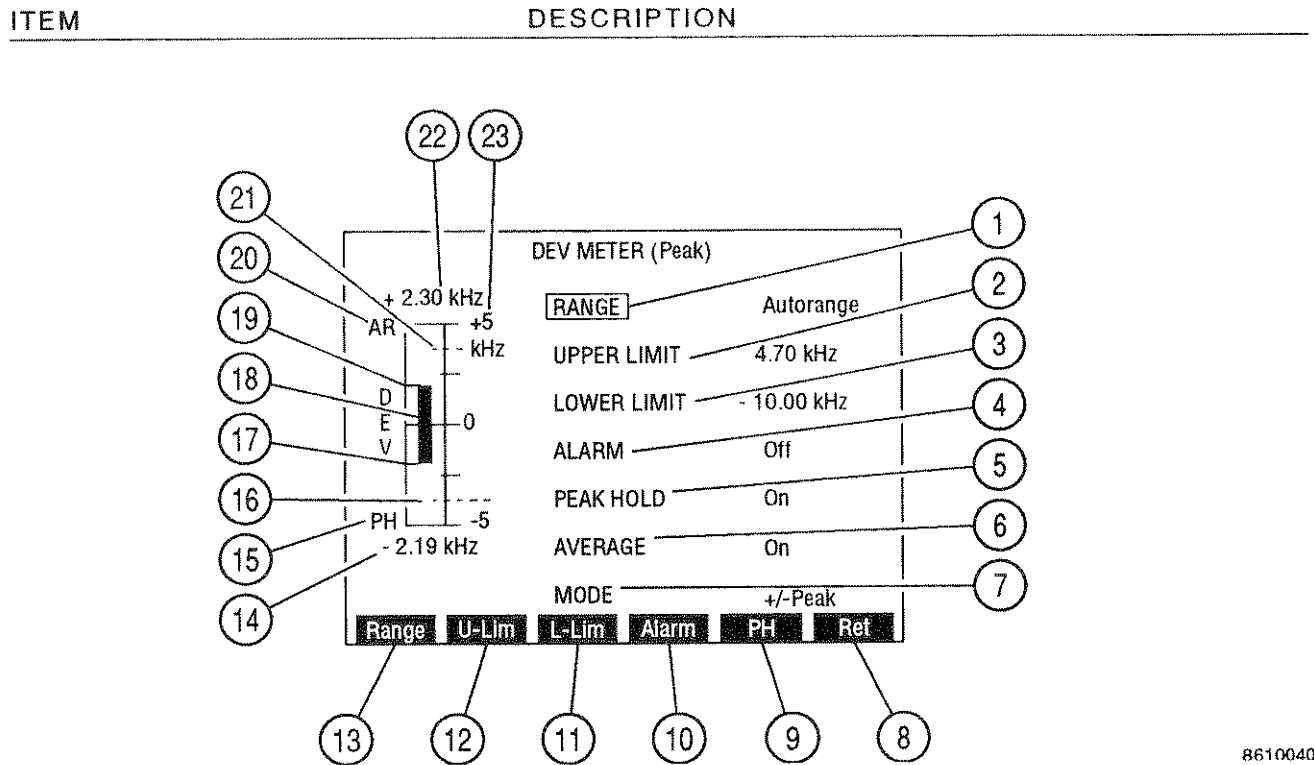 ITEM DESCRIPTION
22 23
21
20
19
18
17
16
15
14
DEV METER (Peak)
+ 2.30 kHz
AR
+5
kHz
D
E
V
0
PH
-5
- 2.19 kHz
RANGE Autorange
UPPER LIMIT 4.70 kHz
LOWER LIMIT - 10.00 kHz
ALARM Off
PEAK HOLD On
AVERAGE On
MODE +/-Peak
1
2
3
4
5
6
7
Range U-Lim L-Lim Alarm PH Ret
13 12 11 10 9 8
8610040